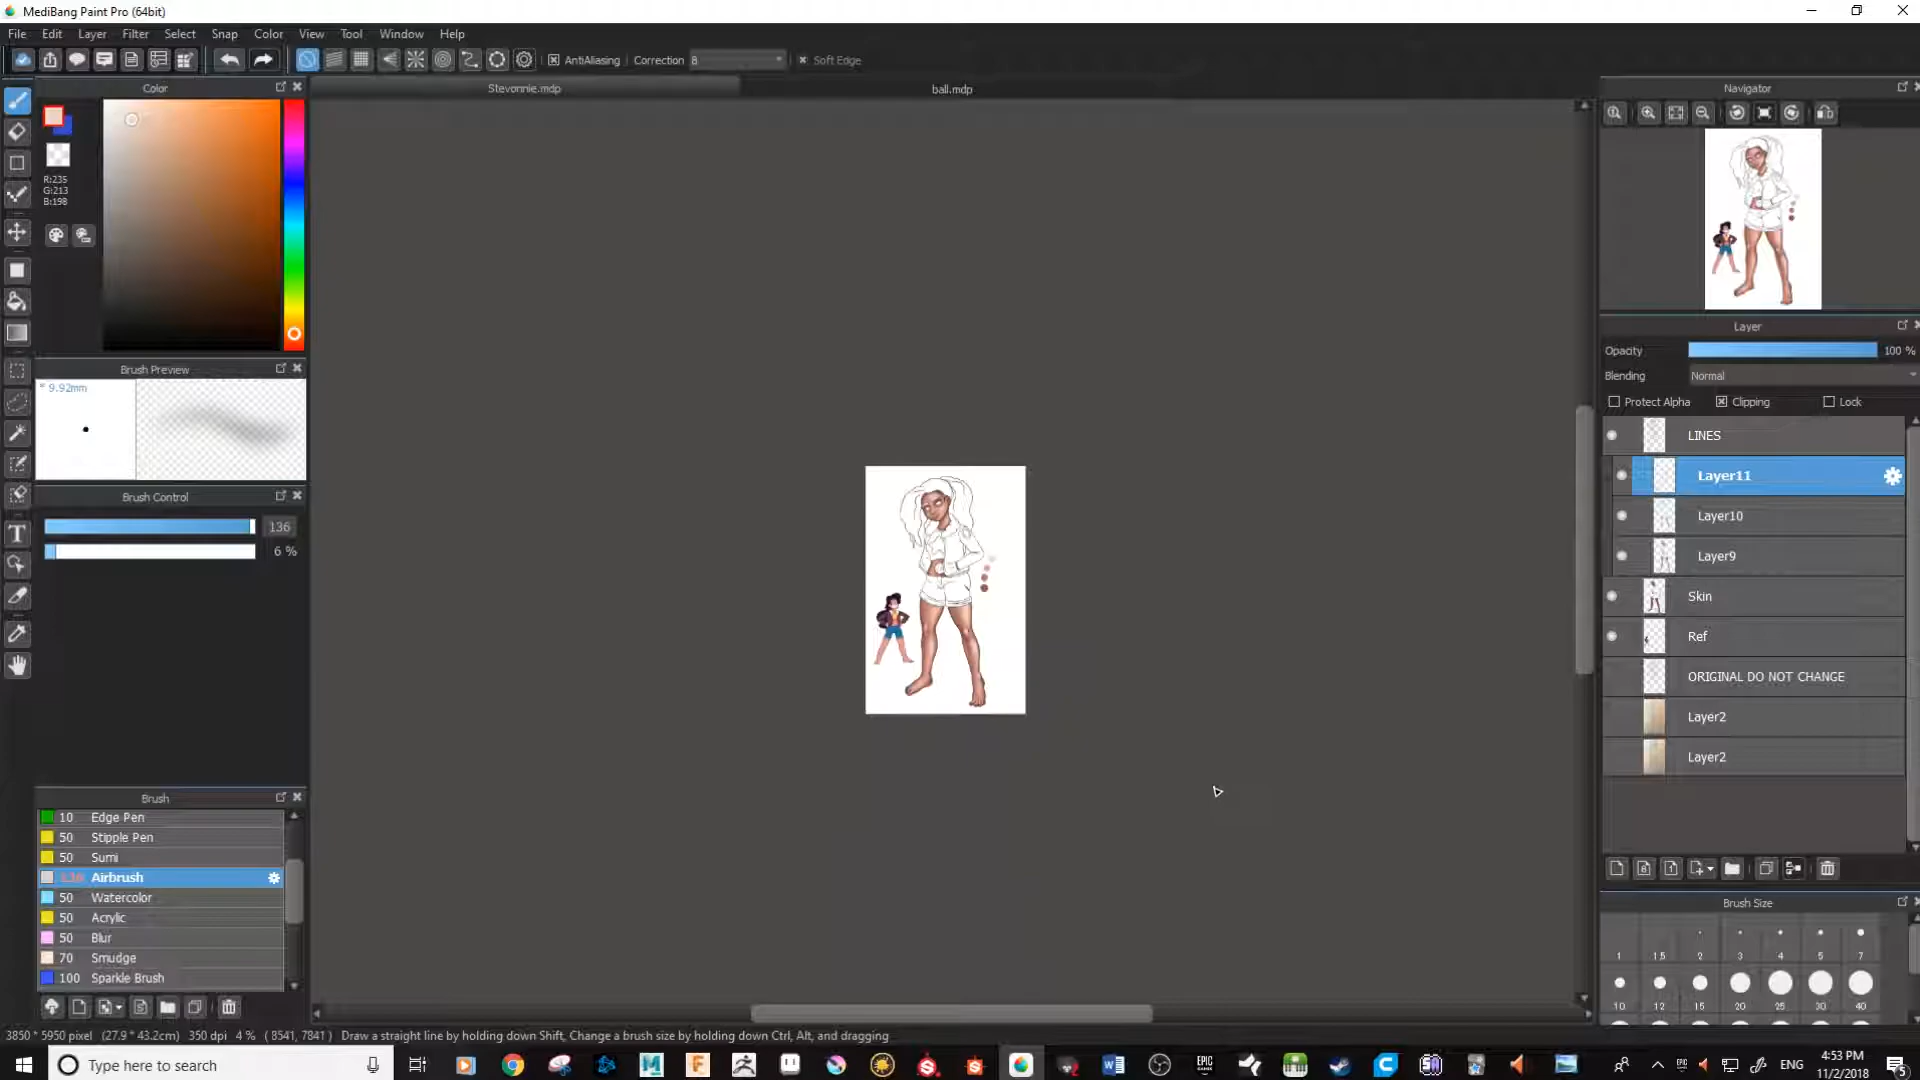 MediBang Paint Pro (64bit)
File Edit Layer Filter Select Snap Color View Tool Window Help
AntiAliasing Correction 8 Soft Edge
Color
Stevonnie.mdp
ball.mdp
Navigator
R:235
G:213
B:198
Layer
Opacity 100 %
Blending Normal
Protect Alpha Clipping Lock
Brush Preview
9.92mm
LINES
Layer11
Layer10
Layer9
Skin
Ref
ORIGINAL DO NOT CHANGE
Layer2
Layer2
Brush Control
136
6 %
Brush
10 Edge Pen
50 Stipple Pen
50 Sumi
136 Airbrush
50 Watercolor
50 Acrylic
50 Blur
70 Smudge
100 Sparkle Brush
Brush Size
1 1.5 2 3 4 5 7
10 12 15 20 25 30 40
3850 * 5950 pixel (27.9 * 43.2cm) 350 dpi 4 % ( 8541, 7841 ) Draw a straight line by holding down Shift, Change a brush size by holding down Ctrl, Alt, and dragging
Type here to search
EPIC
ENG
4:53 PM
11/2/2018
5